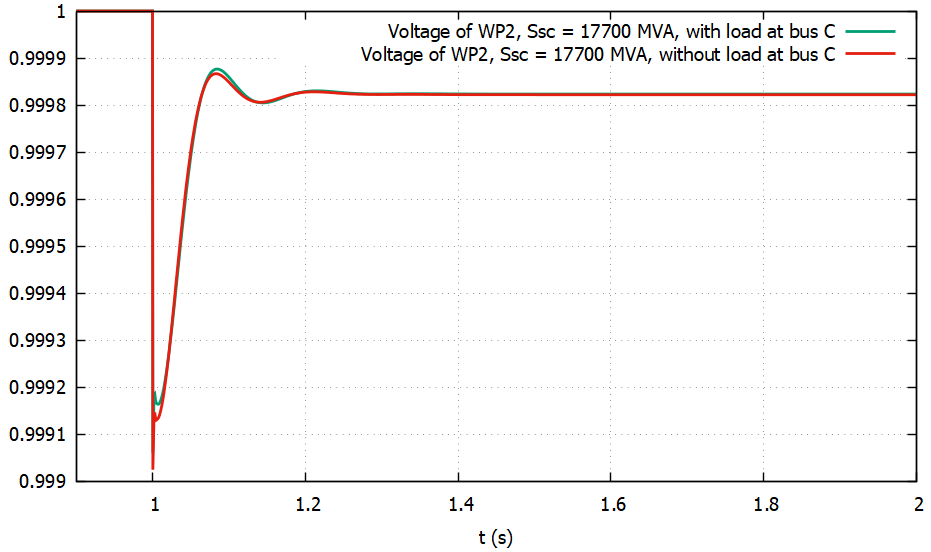 Voltage of WP2, Ssc = 17700 MVA, with load at bus C
Voltage of WP2, Ssc = 17700 MVA, without load at bus C
1
0.9999
0.9998
0.9997
0.9996
0.9995
0.9994
0.9993
0.9992
0.9991
0.999
1 1.2 1.4 1.6 1.8 2
t (s)